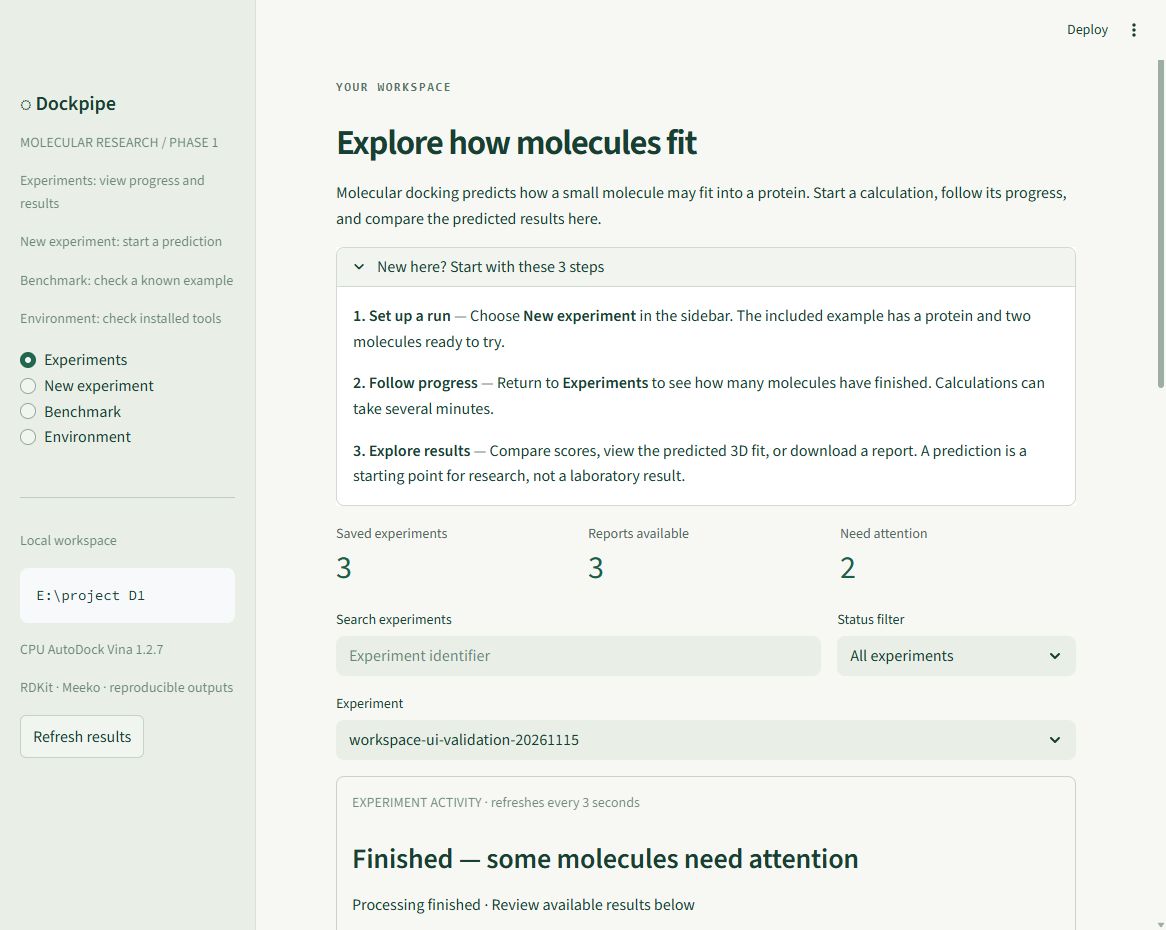 Deploy
Dockpipe
MOLECULAR RESEARCH / PHASE 1
Experiments: view progress and
results
New experiment: start a prediction
Benchmark: check a known example
Environment: check installed tools
Experiments
New experiment
Benchmark
Environment
Local workspace
E:\project D1
CPU AutoDock Vina 1.2.7
RDKit · Meeko · reproducible outputs
Refresh results
YOUR WORKSPACE
Explore how molecules fit
Molecular docking predicts how a small molecule may fit into a protein. Start a calculation, follow its progress,
and compare the predicted results here.
New here? Start with these 3 steps
1. Set up a run — Choose New experiment in the sidebar. The included example has a protein and two
molecules ready to try.
2. Follow progress — Return to Experiments to see how many molecules have finished. Calculations can
take several minutes.
3. Explore results — Compare scores, view the predicted 3D fit, or download a report. A prediction is a
starting point for research, not a laboratory result.
Saved experiments
3
Reports available
3
Need attention
2
Search experiments
Experiment identifier
Status filter
All experiments
Experiment
workspace-ui-validation-20261115
EXPERIMENT ACTIVITY · refreshes every 3 seconds
Finished — some molecules need attention
Processing finished · Review available results below